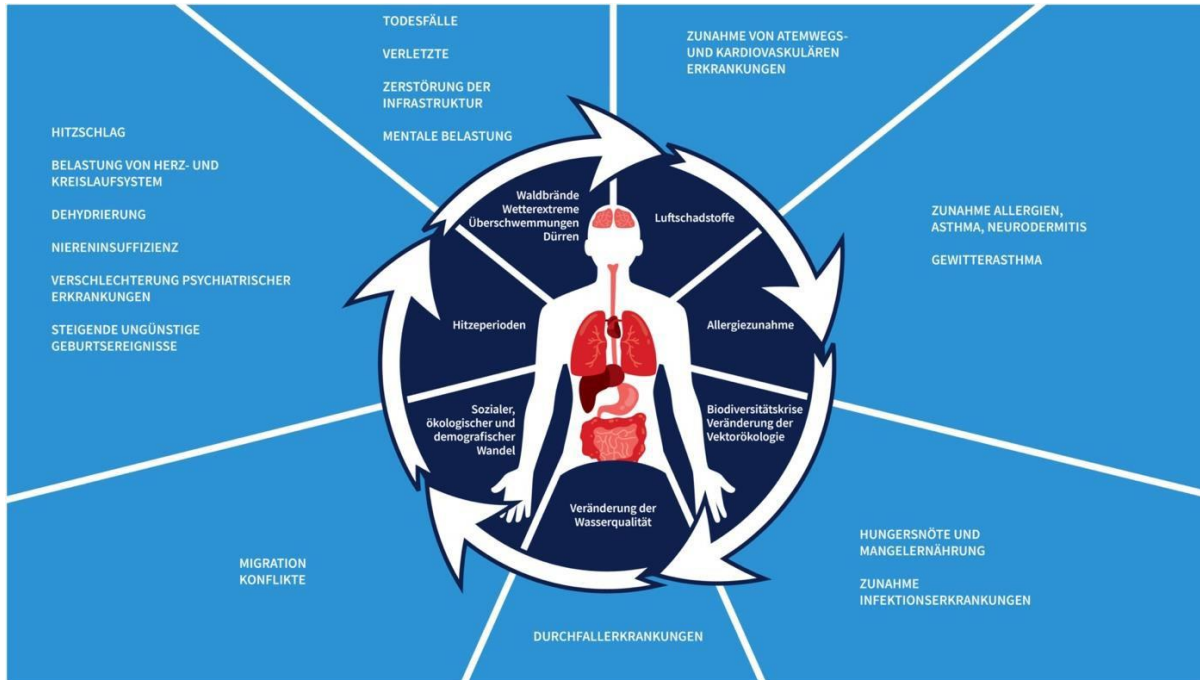 TODESFÄLLE
VERLETZTE
ZERSTÖRUNG DER
INFRASTRUKTUR
MENTALE BELASTUNG
ZUNAHME VON ATEMWEGS-
UND KARDIOVASKULÄREN
ERKRANKUNGEN
HITZSCHLAG
BELASTUNG VON HERZ- UND
KREISLAUFSYSTEM
DEHYDRIERUNG
NIERENINSUFFIZIENZ
VERSCHLECHTERUNG PSYCHIATRISCHER
ERKRANKUNGEN
STEIGENDE UNGÜNSTIGE
GEBURTSEREIGNISSE
ZUNAHME ALLERGIEN,
ASTHMA, NEURODERMITIS
GEWITTERASTHMA
Waldbrände
Wetterextreme
Überschwemmungen
Dürren
Luftschadstoffe
Hitzeperioden
Allergiezunahme
Sozialer,
ökologischer und
demografischer
Wandel
Biodiversitätskrise
Veränderung der
Vektorökologie
Veränderung der
Wasserqualität
MIGRATION
KONFLIKTE
HUNGERSNÖTE UND
MANGELERNÄHRUNG
ZUNAHME
INFEKTIONSERKRANKUNGEN
DURCHFALLERKRANKUNGEN